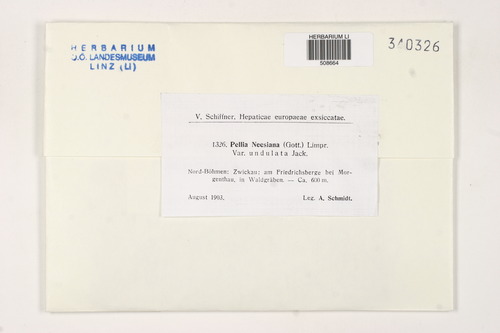 HERBARIUM
O.Ö. LANDESMUSEUM
LINZ (LI)
HERBARIUM LI
508664
340326
V. Schiffner, Hepaticae europaeae exsiccatae.
1326. Pellia Neesiana (Gott.) Limpr.
Var. undulata Jack.
Nord-Böhmen: Zwickau: am Friedrichsberge bei Mor-
genthau, in Waldgräben. — Ca. 600 m.
August 1903.
Leg. A. Schmidt.